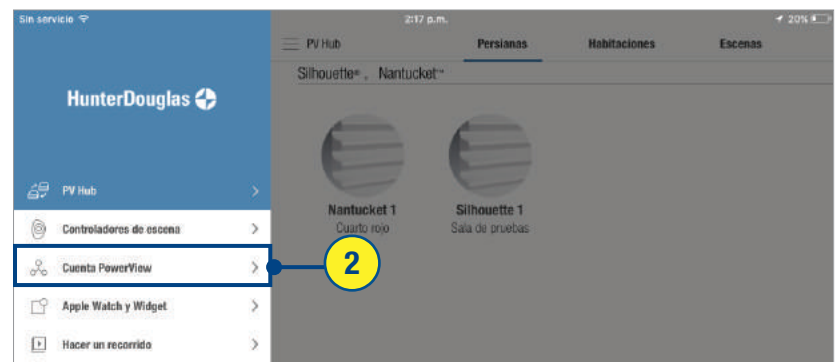 Sin servicio 2:17 p.m. 20%
PV Hub Persianas Habitaciones Escenas
Silhouette®, Nantucket™
HunterDouglas
PV Hub
Controladores de escena
Cuenta PowerView
Apple Watch y Widget
Hacer un recorrido
2
Nantucket 1
Cuarto rojo
Silhouette 1
Sala de pruebas